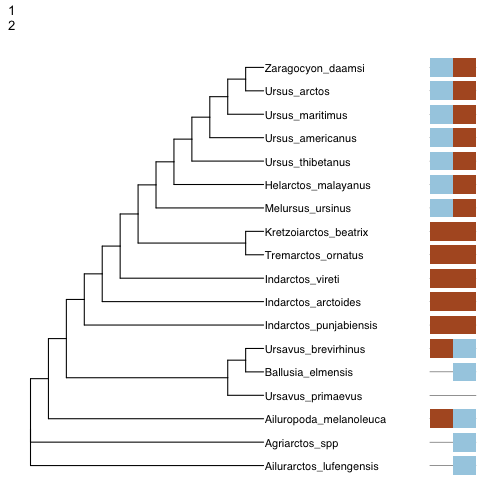 1
2
Zaragocyon_daamsi
Ursus_arctos
Ursus_maritimus
Ursus_americanus
Ursus_thibetanus
Helarctos_malayanus
Melursus_ursinus
Kretzoiarctos_beatrix
Tremarctos_ornatus
Indarctos_vireti
Indarctos_arctoides
Indarctos_punjabiensis
Ursavus_brevirhinus
Ballusia_elmensis
Ursavus_primaevus
Ailuropoda_melanoleuca
Agriarctos_spp
Ailurarctos_lufengensis